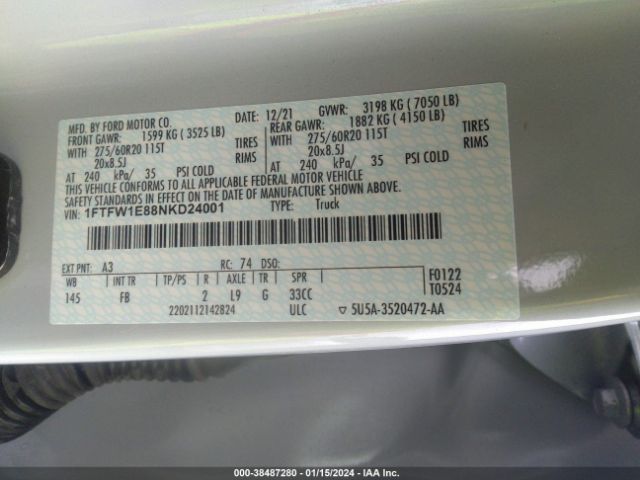 MFD. BY FORD MOTOR CO. DATE: 12/21 GVWR: 3198 KG ( 7050 LB)
FRONT GAWR: 1599 KG ( 3525 LB) REAR GAWR: 1882 KG ( 4150 LB)
WITH 275/60R20 115T TIRES WITH 275/60R20 115T TIRES
20x8.5J RIMS 20x8.5J RIMS
AT 240 kPa/ 35 PSI COLD AT 240 kPa/ 35 PSI COLD
THIS VEHICLE CONFORMS TO ALL APPLICABLE FEDERAL MOTOR VEHICLE
SAFETY STANDARDS IN EFFECT ON THE DATE OF MANUFACTURE SHOWN ABOVE.
VIN: 1FTFW1E88NKD24001 TYPE: Truck
EXT PNT: A3 RC: 74 DSO:
WB INT TR TP/PS R AXLE TR SPR F0122
145 FB 2 L9 G 33CC T0524
2202112142824 ULC ▽ 5U5A-3520472-AA
000-38487280 - 01/15/2024 - IAA Inc.